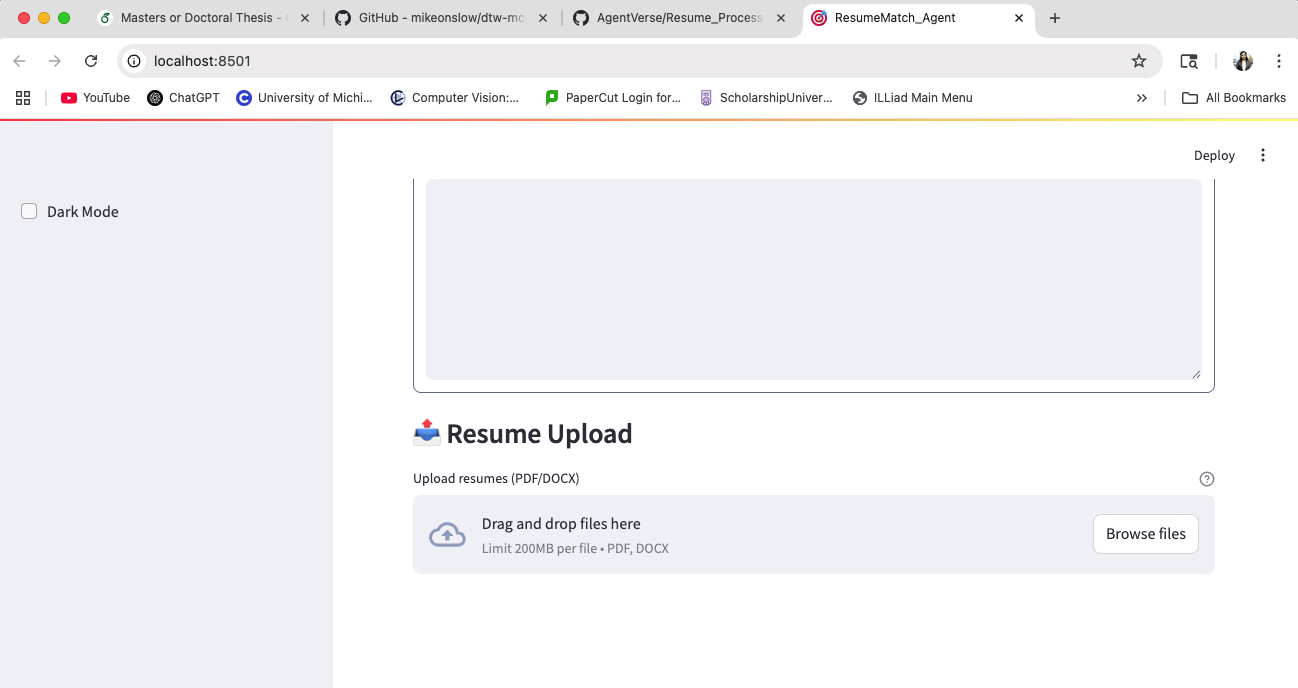 Masters or Doctoral Thesis -
GitHub - mikeonslow/dtw-mc
AgentVerse/Resume_Process
ResumeMatch_Agent
localhost:8501
YouTube
ChatGPT
University of Michi...
Computer Vision:...
PaperCut Login for...
ScholarshipUniver...
ILLiad Main Menu
All Bookmarks
Deploy
Dark Mode
Resume Upload
Upload resumes (PDF/DOCX)
Drag and drop files here
Limit 200MB per file • PDF, DOCX
Browse files